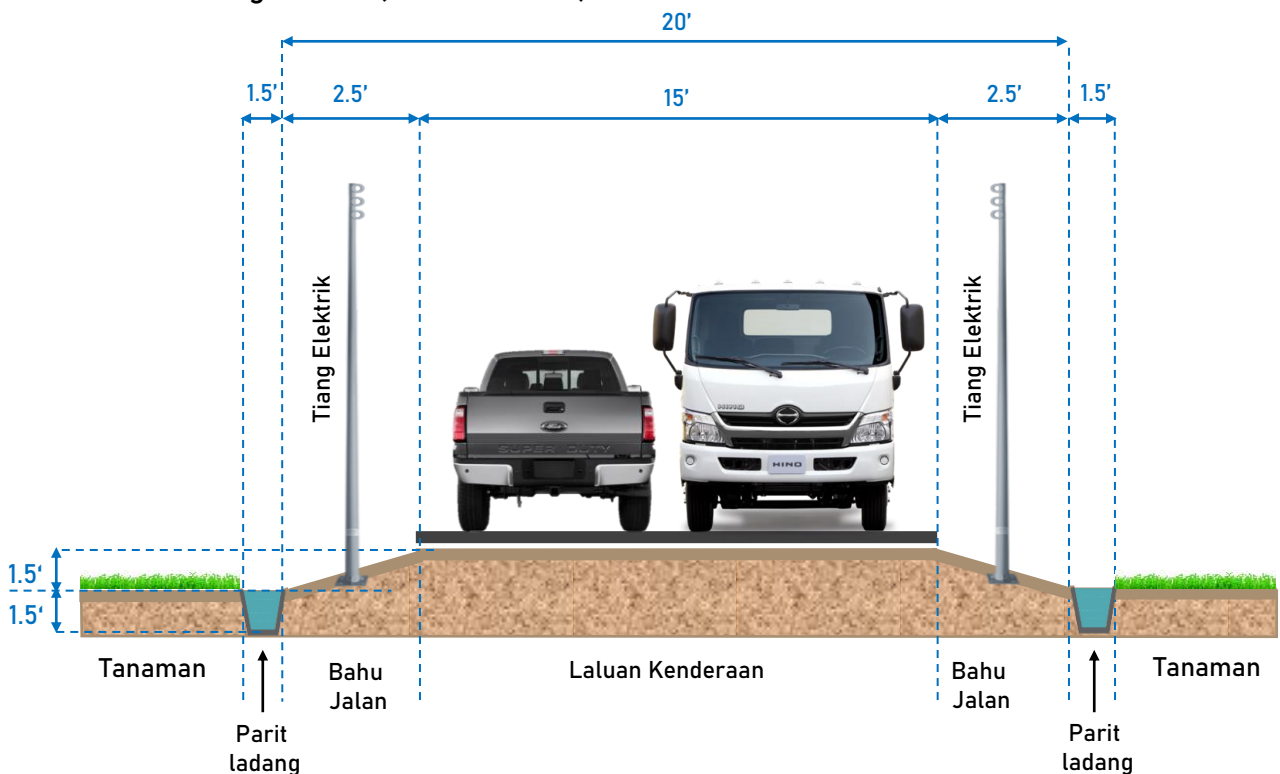 20’
1.5’
2.5’
15’
2.5’
1.5’
Tiang Elektrik
Tiang Elektrik
SUPER DUTY
HINO
HINO
1.5‘
1.5‘
Tanaman
Bahu
Jalan
Laluan Kenderaan
Bahu
Jalan
Tanaman
Parit
ladang
Parit
ladang